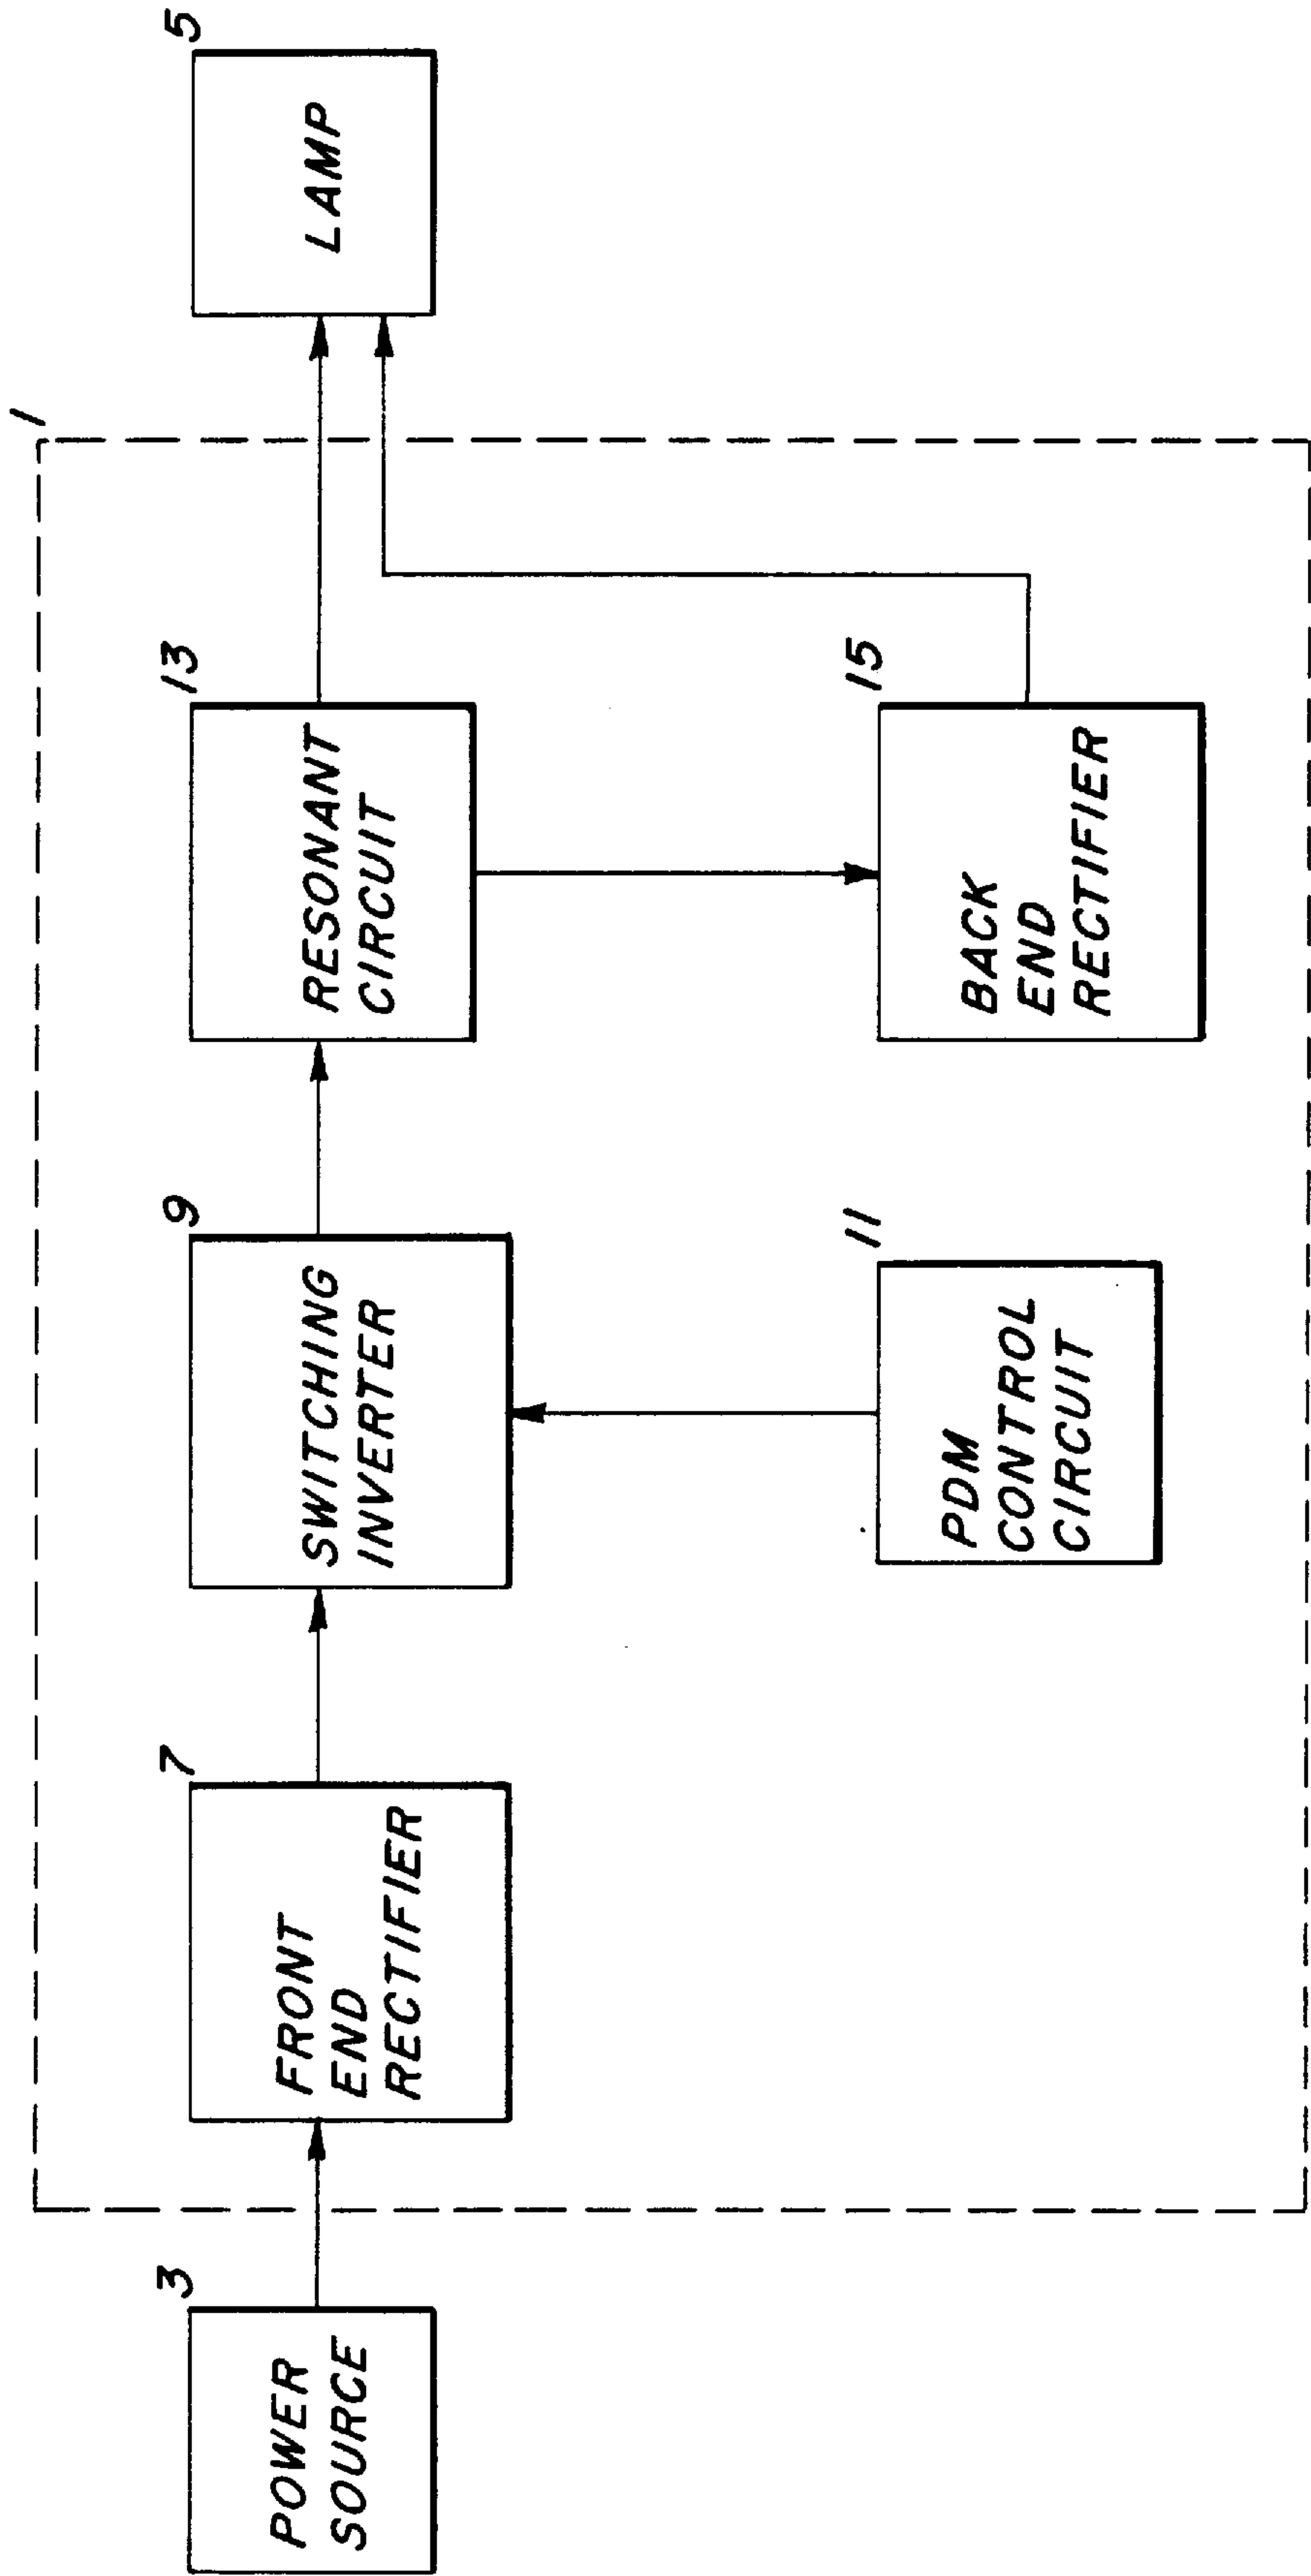 1
3
POWER
SOURCE
7
FRONT
END
RECTIFIER
9
SWITCHING
INVERTER
13
RESONANT
CIRCUIT
5
LAMP
11
PDM
CONTROL
CIRCUIT
15
BACK
END
RECTIFIER